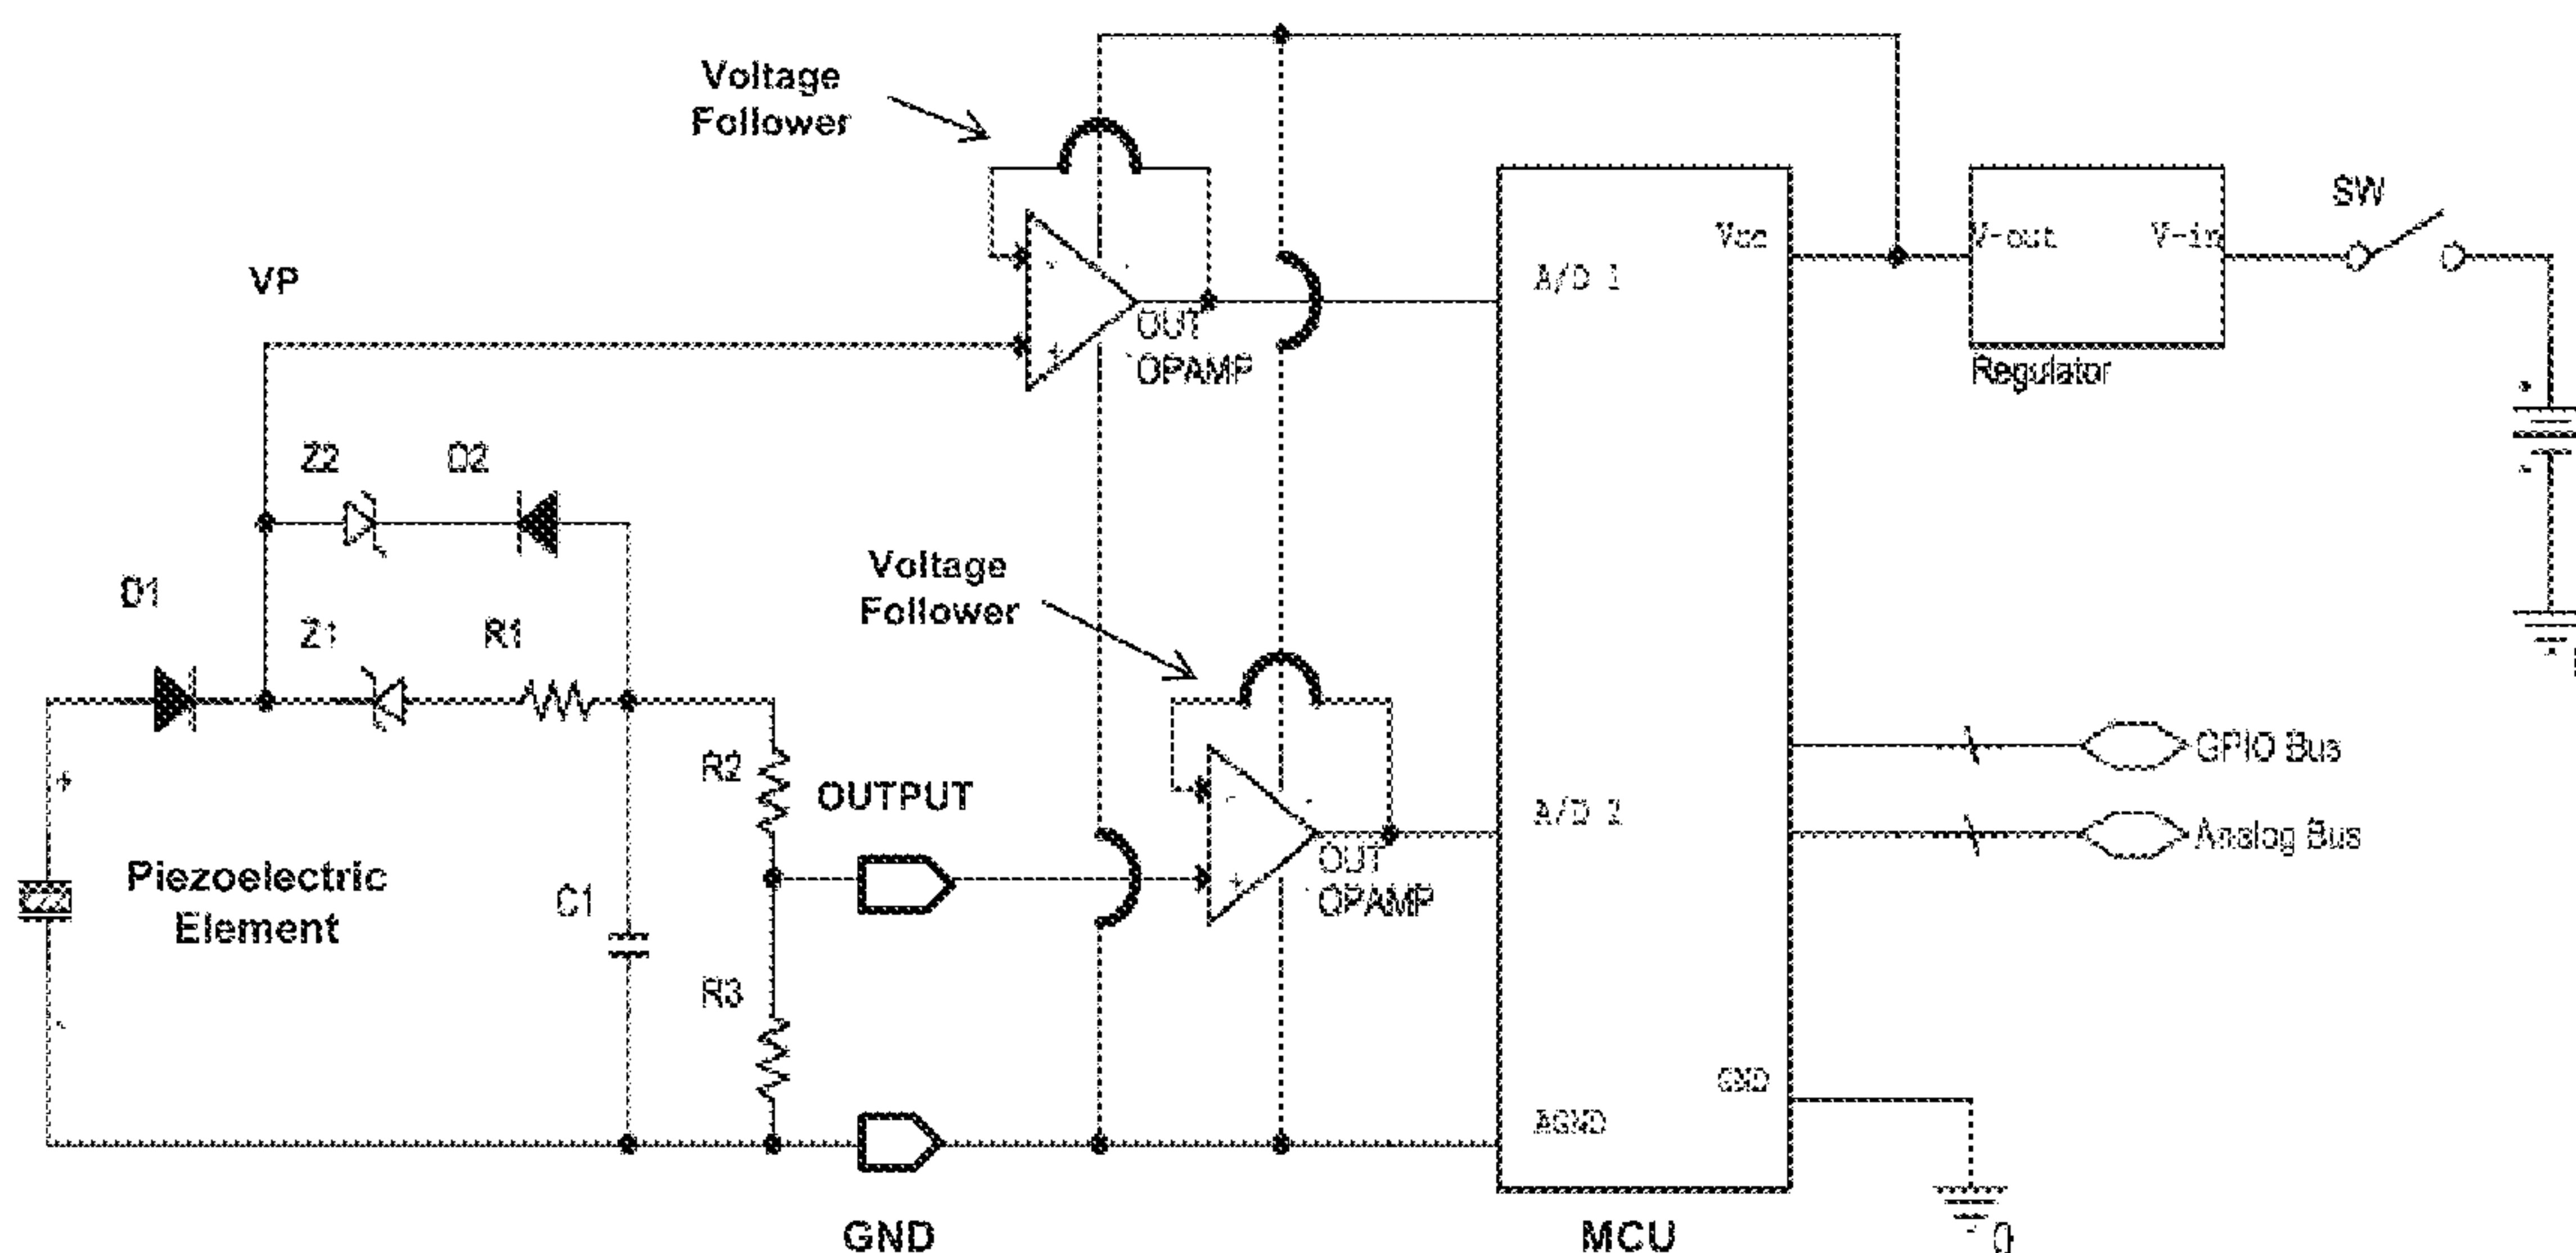 Voltage
Follower
SW
Vcc
V-out
V-in
VP
A/D 1
-
+
OUT
OPAMP
Regulator
+
-
Z2
D2
Voltage
Follower
D1
Z1
R1
R2
OUTPUT
GPIO Bus
+
-
A/D 2
Analog Bus
Piezoelectric
Element
C1
+
OUT
OPAMP
R3
-
GND
AGND
GND
MCU
0